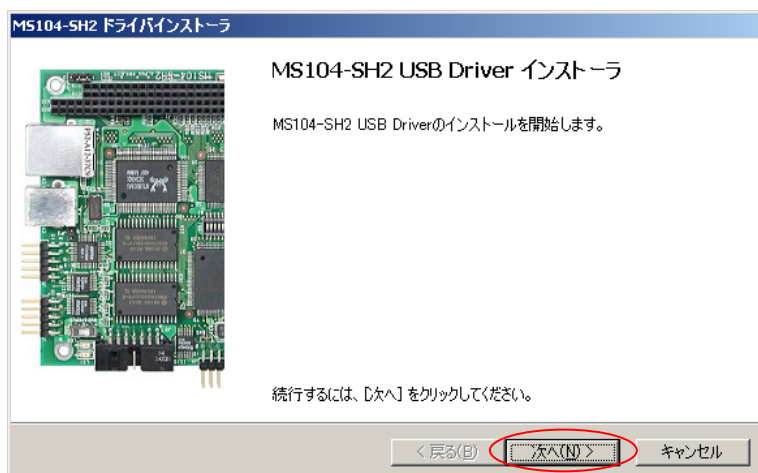 MS104-SH2 ドライバインストーラ
MS104-SH2 USB Driver インストーラ
MS104-SH2 USB Driverのインストールを開始します。
続行するには、[次へ] をクリックしてください。
< 戻る(B)
次へ(N) >
キャンセル